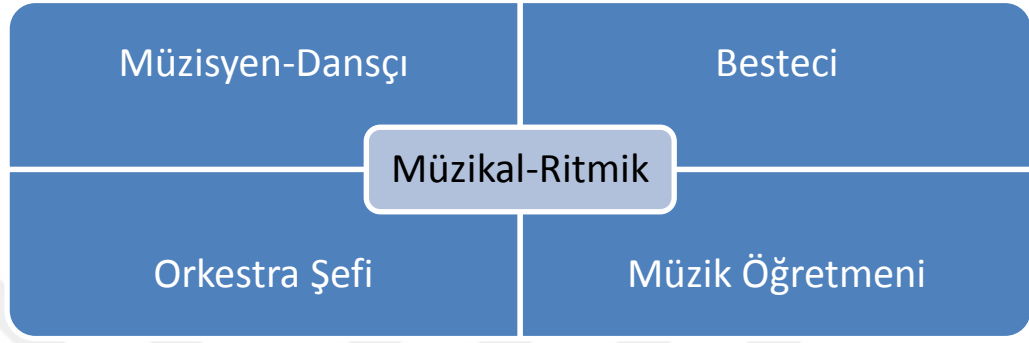 Müzisyen-Dansçı
Besteci
Müzikal-Ritmik
Orkestra Şefi
Müzik Öğretmeni